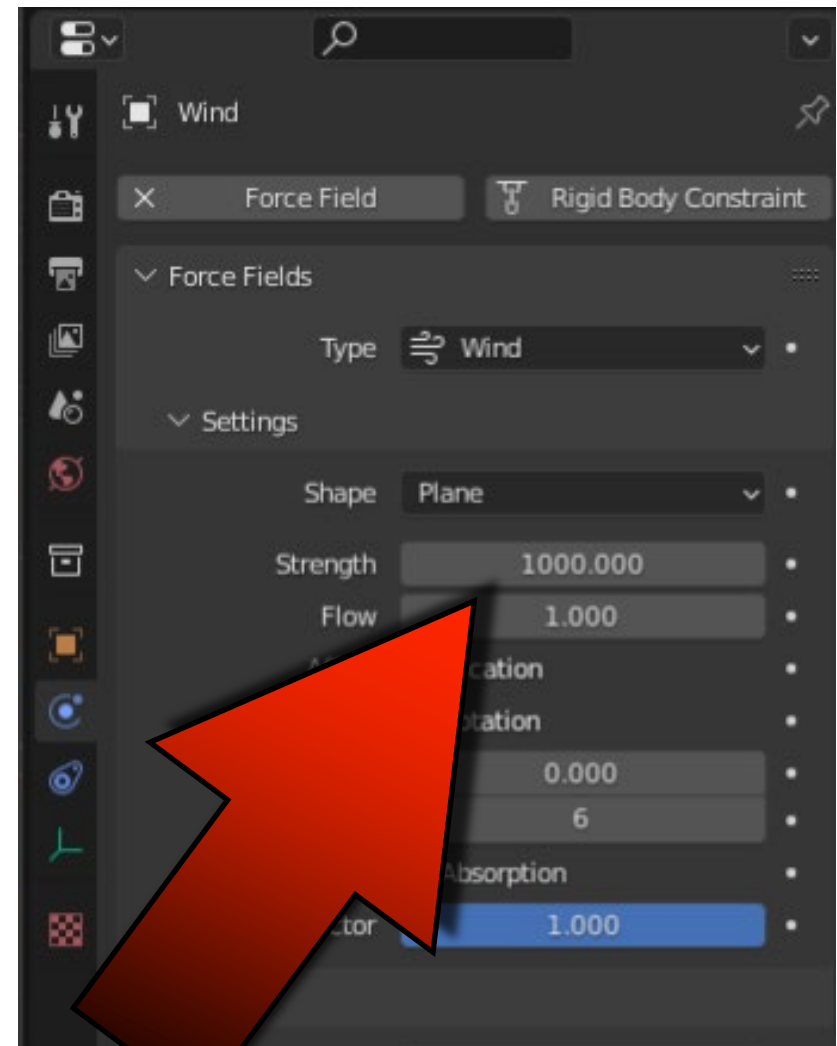 Wind
Force Field Rigid Body Constraint
Force Fields
Type Wind
Settings
Shape Plane
Strength 1000.000
Flow 1.000
0.000
6
Absorption
1.000